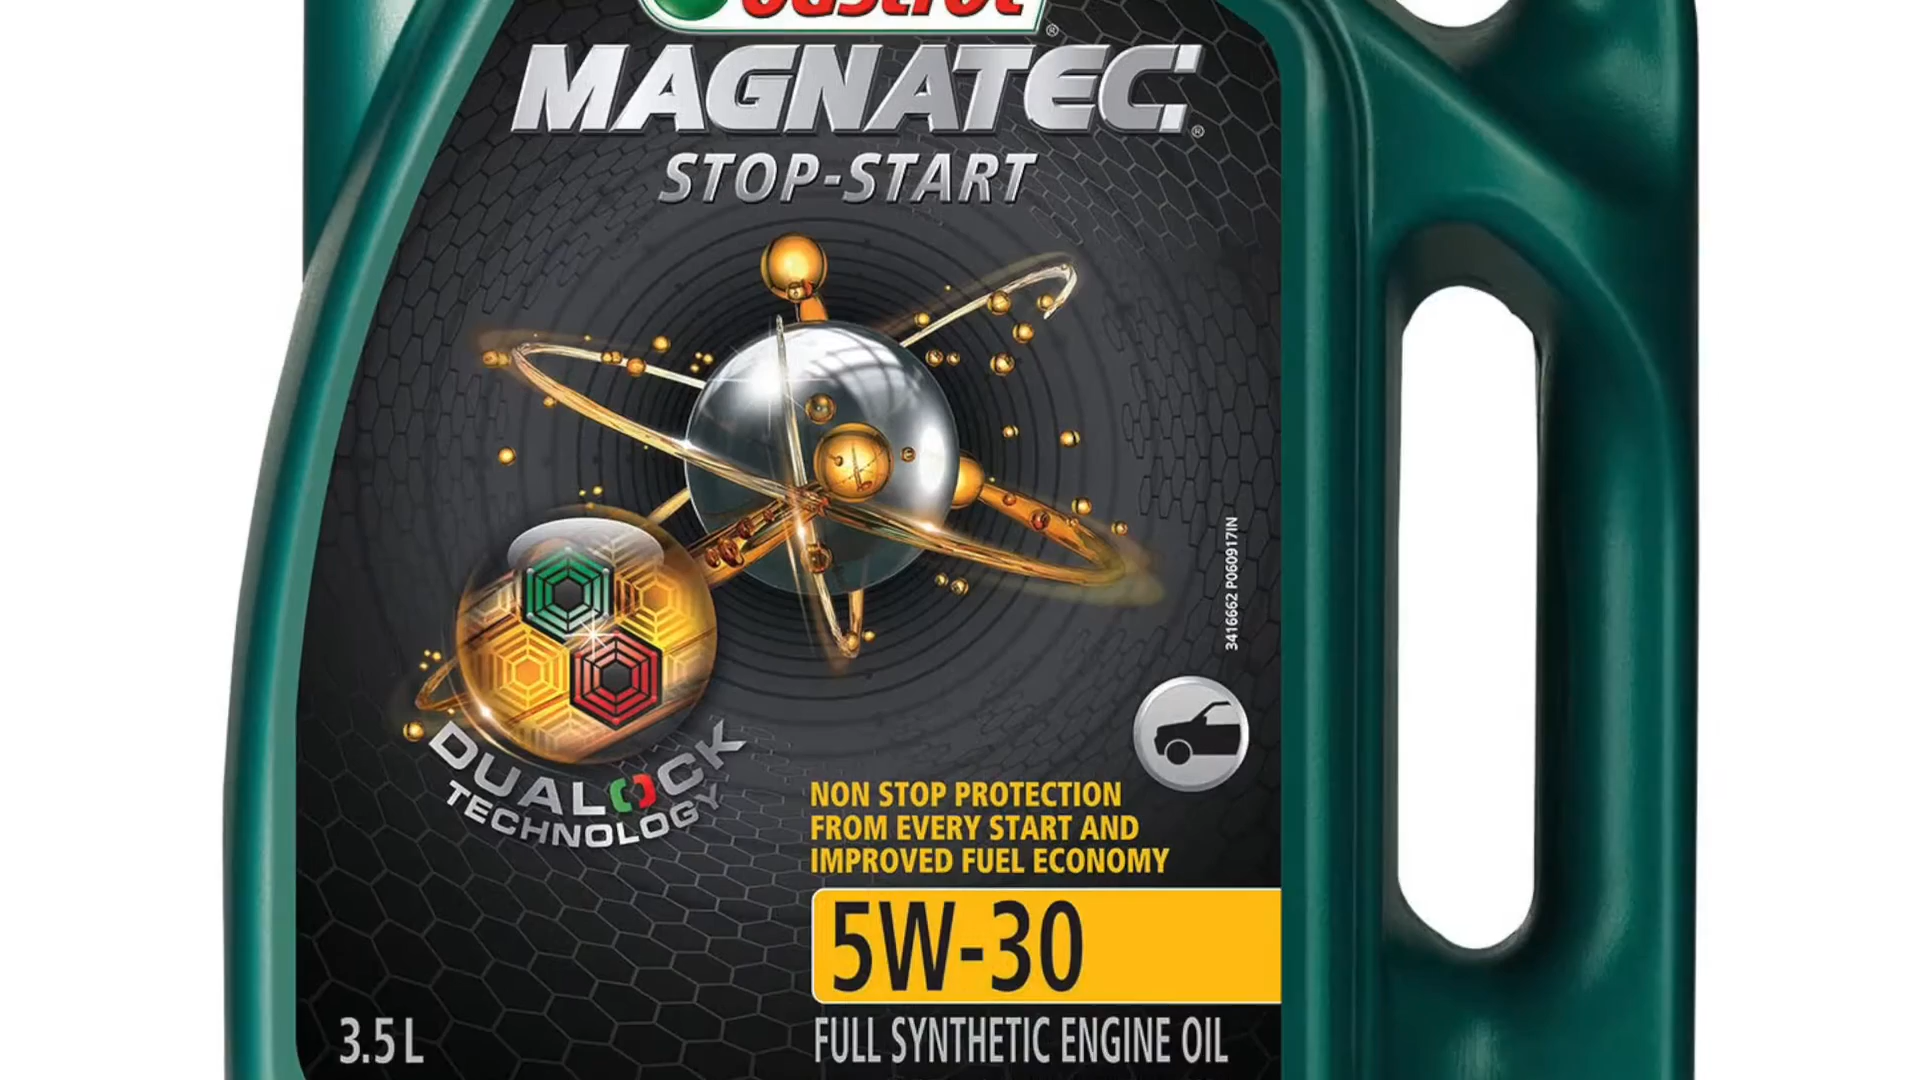 Castrol
MAGNATEC
STOP-START
3416662 P060917IN
DUALOCK
TECHNOLOGY
NON STOP PROTECTION
FROM EVERY START AND
IMPROVED FUEL ECONOMY
5W-30
3.5 L
FULL SYNTHETIC ENGINE OIL